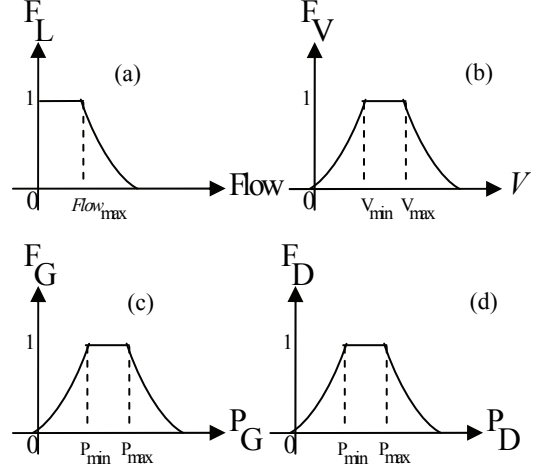 F_L
(a)
1
0
Flow_max
Flow
F_V
(b)
1
0
V_min V_max
V
F_G
(c)
1
0
P_min P_max
P_G
F_D
(d)
1
0
P_min P_max
P_D